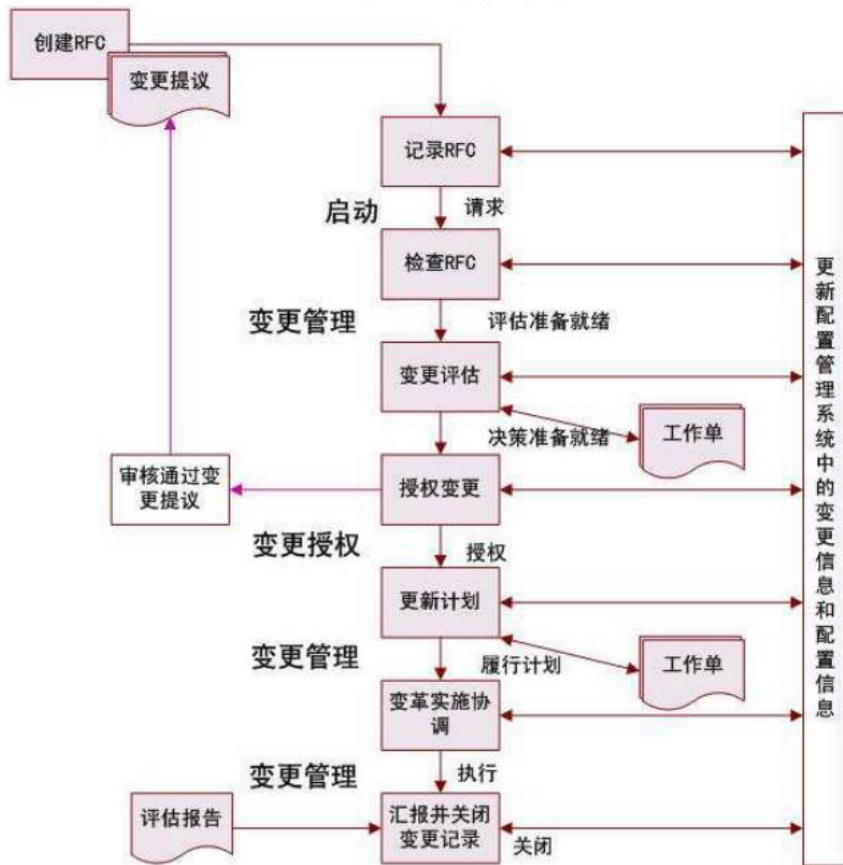 创建RFC
变更提议
记录RFC
启动
请求
检查RFC
变更管理
评估准备就绪
变更评估
决策准备就绪
工作单
审核通过变
更提议
授权变更
变更授权
授权
更新计划
变更管理
履行计划
工作单
变革实施协
调
变更管理
执行
评估报告
汇报并关闭
变更记录
关闭
更新配置管理系统中的变更信息和配置信息